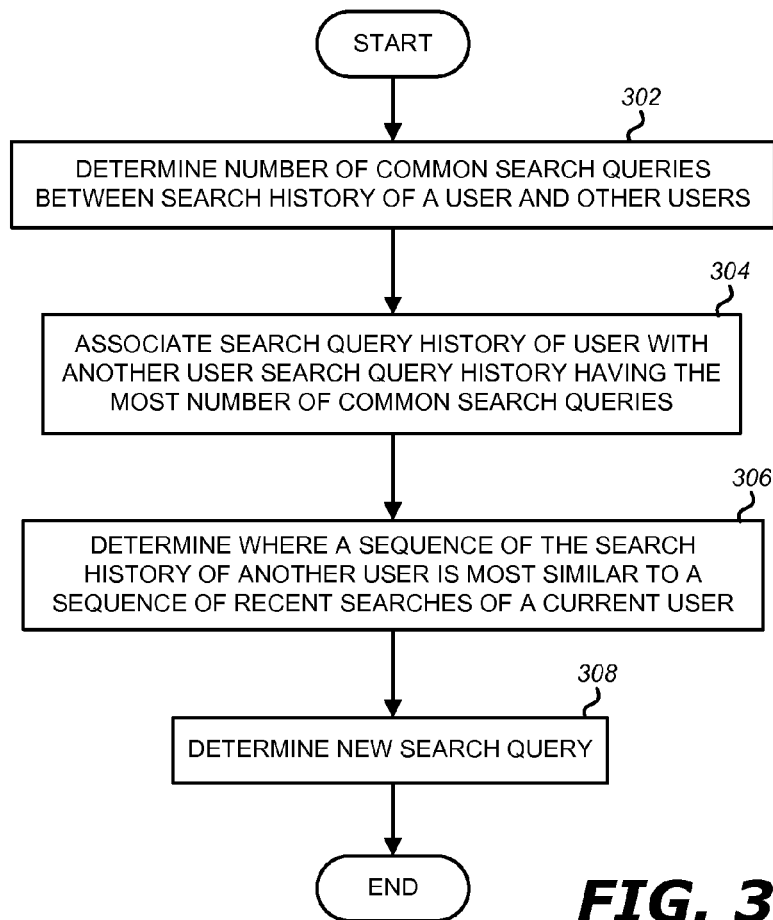 START
302
DETERMINE NUMBER OF COMMON SEARCH QUERIES
BETWEEN SEARCH HISTORY OF A USER AND OTHER USERS
304
ASSOCIATE SEARCH QUERY HISTORY OF USER WITH
ANOTHER USER SEARCH QUERY HISTORY HAVING THE
MOST NUMBER OF COMMON SEARCH QUERIES
306
DETERMINE WHERE A SEQUENCE OF THE SEARCH
HISTORY OF ANOTHER USER IS MOST SIMILAR TO A
SEQUENCE OF RECENT SEARCHES OF A CURRENT USER
308
DETERMINE NEW SEARCH QUERY
END
FIG. 3